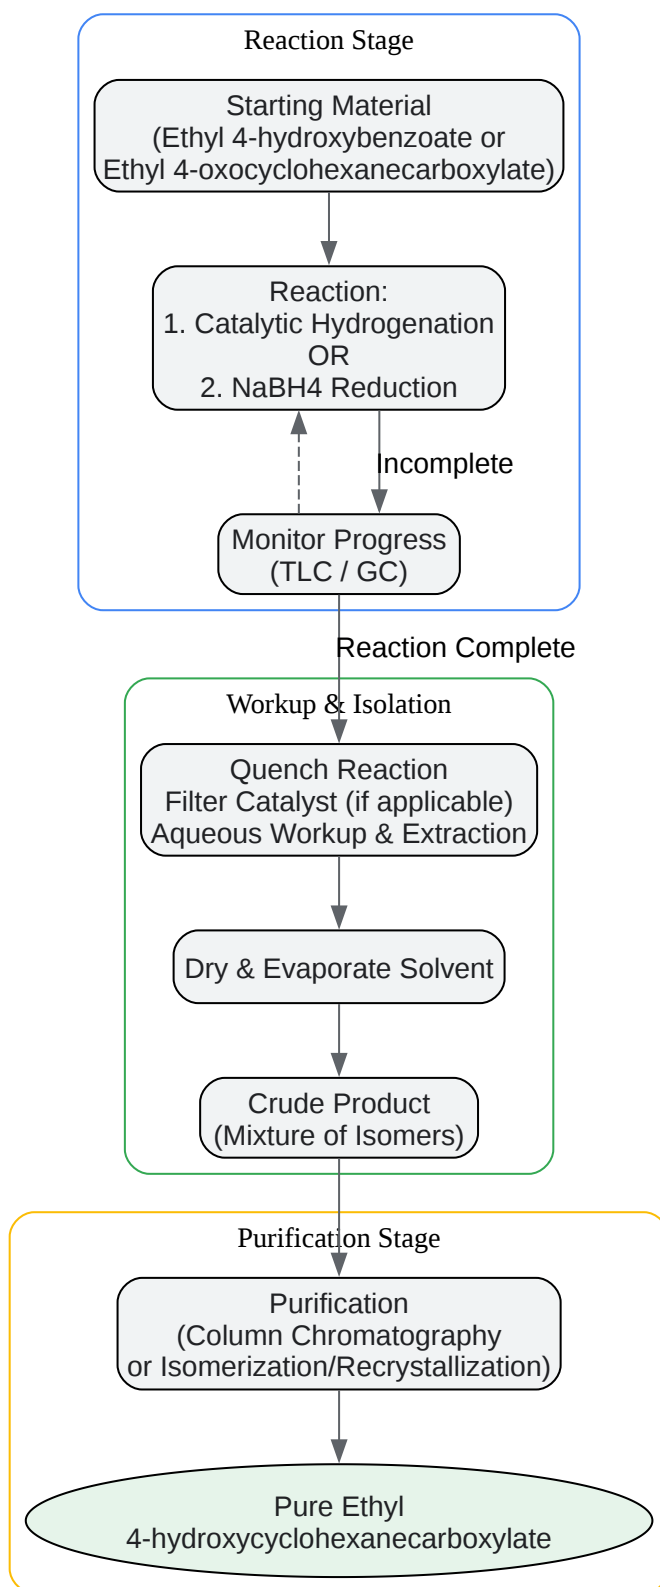 Reaction Stage
Starting Material
(Ethyl 4-hydroxybenzoate or
Ethyl 4-oxocyclohexanecarboxylate)
Reaction:
1. Catalytic Hydrogenation
OR
2. NaBH4 Reduction
Incomplete
Monitor Progress
(TLC / GC)
Reaction Complete
Workup & Isolation
Quench Reaction
Filter Catalyst (if applicable)
Aqueous Workup & Extraction
Dry & Evaporate Solvent
Crude Product
(Mixture of Isomers)
Purification Stage
Purification
(Column Chromatography
or Isomerization/Recrystallization)
Pure Ethyl
4-hydroxycyclohexanecarboxylate